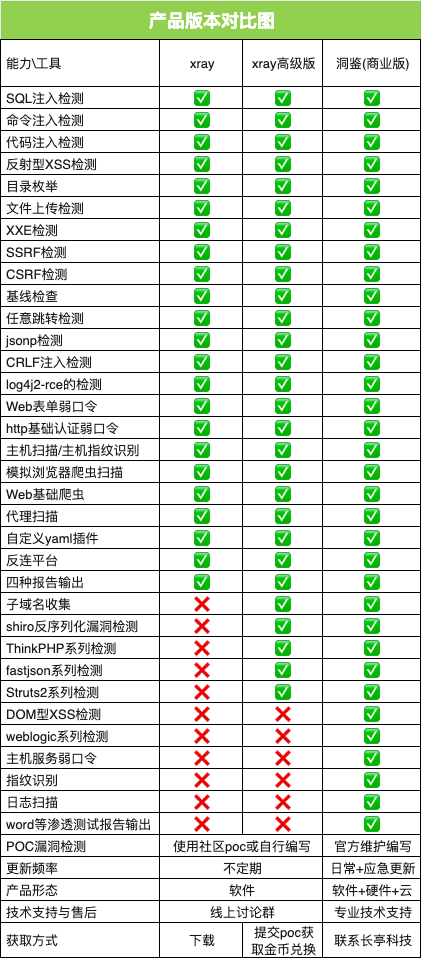 产品版本对比图
能力\工具 xray xray高级版 洞鉴(商业版)
SQL注入检测
命令注入检测
代码注入检测
反射型XSS检测
目录枚举
文件上传检测
XXE检测
SSRF检测
CSRF检测
基线检查
任意跳转检测
jsonp检测
CRLF注入检测
log4j2-rce的检测
Web表单弱口令
http基础认证弱口令
主机扫描/主机指纹识别
模拟浏览器爬虫扫描
Web基础爬虫
代理扫描
自定义yaml插件
反连平台
四种报告输出
子域名收集
shiro反序列化漏洞检测
ThinkPHP系列检测
fastjson系列检测
Struts2系列检测
DOM型XSS检测
weblogic系列检测
主机服务弱口令
指纹识别
日志扫描
word等渗透测试报告输出
POC漏洞检测 使用社区poc或自行编写 官方维护编写
更新频率 不定期 日常+应急更新
产品形态 软件 软件+硬件+云
技术支持与售后 线上讨论群 专业技术支持
获取方式 下载 提交poc获 联系长亭科技
取金币兑换